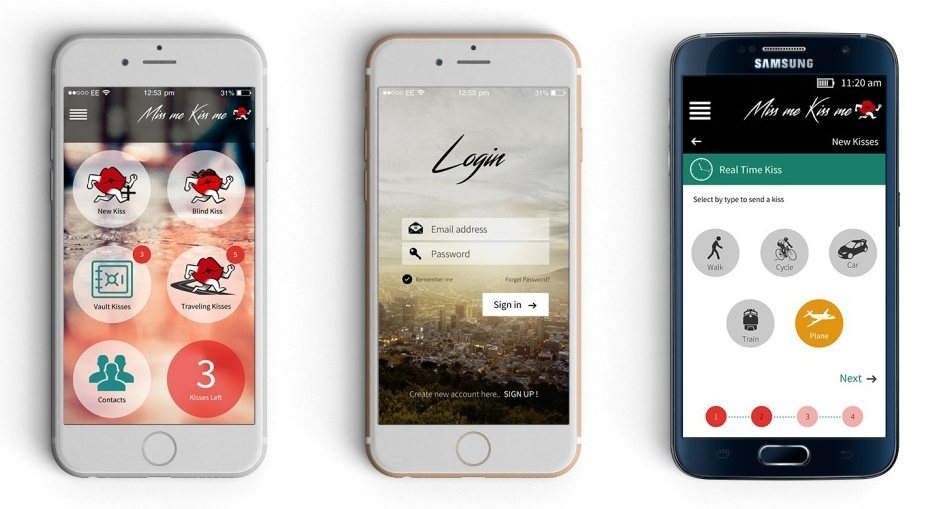 ●●○○○ EE 12:53 pm 31%
Miss me Kiss me
New Kiss
Blind Kiss
3
5
Vault Kisses
Traveling Kisses
Contacts
3
Kisses Left
●●○○○ EE 12:53 pm 31%
Login
Email address
Password
Remember me
Forget Password?
Sign in →
Create new account here.. SIGN UP !
SAMSUNG
11:20 am
Miss me Kiss me
← New Kisses
Real Time Kiss
Select by type to send a kiss
Walk
Cycle
Car
Train
Plane
Next →
1 2 3 4